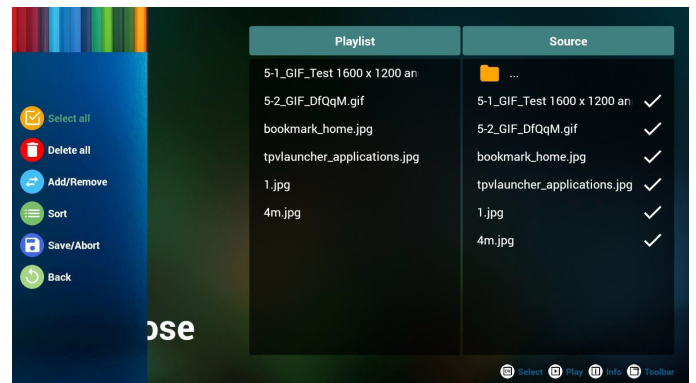 Select all
Delete all
Add/Remove
Sort
Save/Abort
Back
ose
Playlist
5-1_GIF_Test 1600 x 1200 an
5-2_GIF_DfQqM.gif
bookmark_home.jpg
tpvlauncher_applications.jpg
1.jpg
4m.jpg
Source
...
5-1_GIF_Test 1600 x 1200 an
5-2_GIF_DfQqM.gif
bookmark_home.jpg
tpvlauncher_applications.jpg
1.jpg
4m.jpg
Select Play Info Toolbar